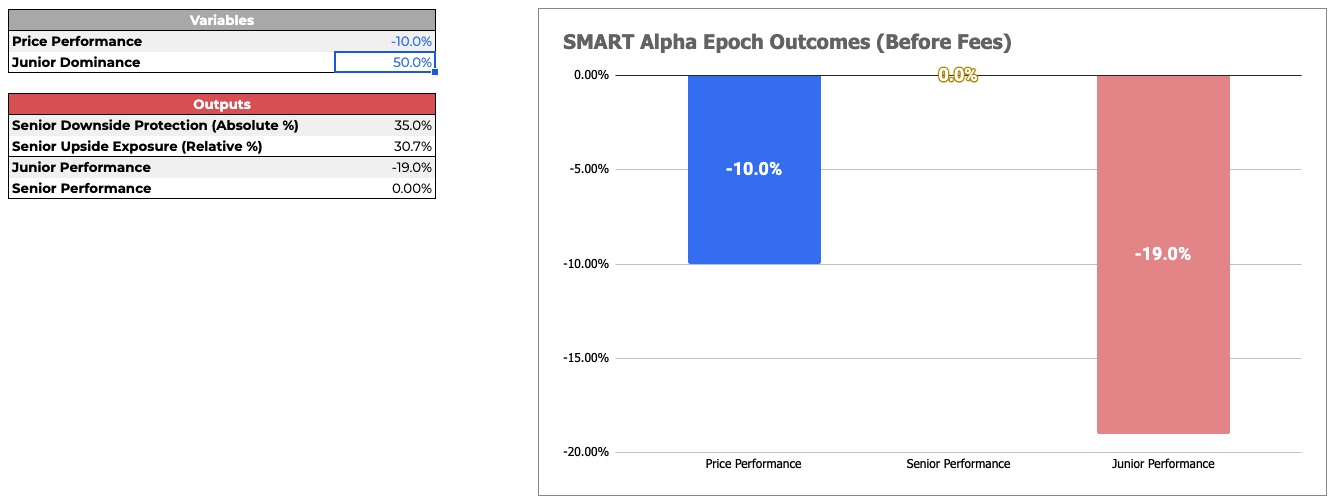 Variables
Price Performance -10.0%
Junior Dominance 50.0%
Outputs
Senior Downside Protection (Absolute %) 35.0%
Senior Upside Exposure (Relative %) 30.7%
Junior Performance -19.0%
Senior Performance 0.00%
SMART Alpha Epoch Outcomes (Before Fees)
0.00%
0.0%
-5.00%
-10.0%
-10.00%
-19.0%
-15.00%
-20.00%
Price Performance Senior Performance Junior Performance